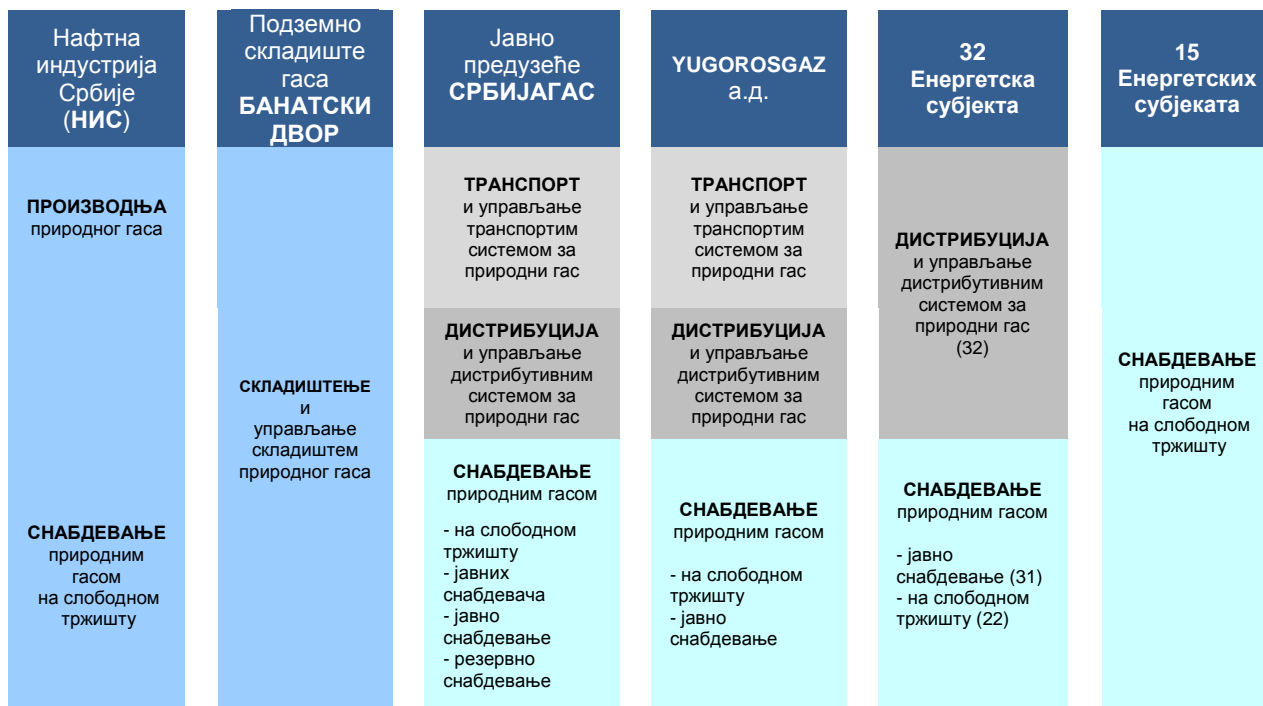 Нафтна
индустрија
Србије
(НИС)
ПРОИЗВОДЊА
природног гаса
СНАБДЕВАЊЕ
природним
гасом
на слободном
тржишту
Подземно
складиште
гаса
БАНАТСКИ
ДВОР
СКЛАДИШТЕЊЕ
и
управљање
складиштем
природног гаса
Јавно
предузеће
СРБИЈАГАС
ТРАНСПОРТ
и управљање
транспортим
системом за
природни гас
ДИСТРИБУЦИЈА
и управљање
дистрибутивним
системом за
природни гас
СНАБДЕВАЊЕ
природним гасом
- на слободном
тржишту
- јавних
снабдевача
- јавно
снабдевање
- резервно
снабдевање
YUGOROSGAZ
а.д.
ТРАНСПОРТ
и управљање
транспортим
системом за
природни гас
ДИСТРИБУЦИЈА
и управљање
дистрибутивним
системом за
природни гас
СНАБДЕВАЊЕ
природним гасом
- на слободном
тржишту
- јавно
снабдевање
32
Енергетска
субјекта
ДИСТРИБУЦИЈА
и управљање
дистрибутивним
системом за
природни гас
(32)
СНАБДЕВАЊЕ
природним гасом
- јавно
снабдевање (31)
- на слободном
тржишту (22)
15
Енергетских
субјеката
СНАБДЕВАЊЕ
природним
гасом
на слободном
тржишту